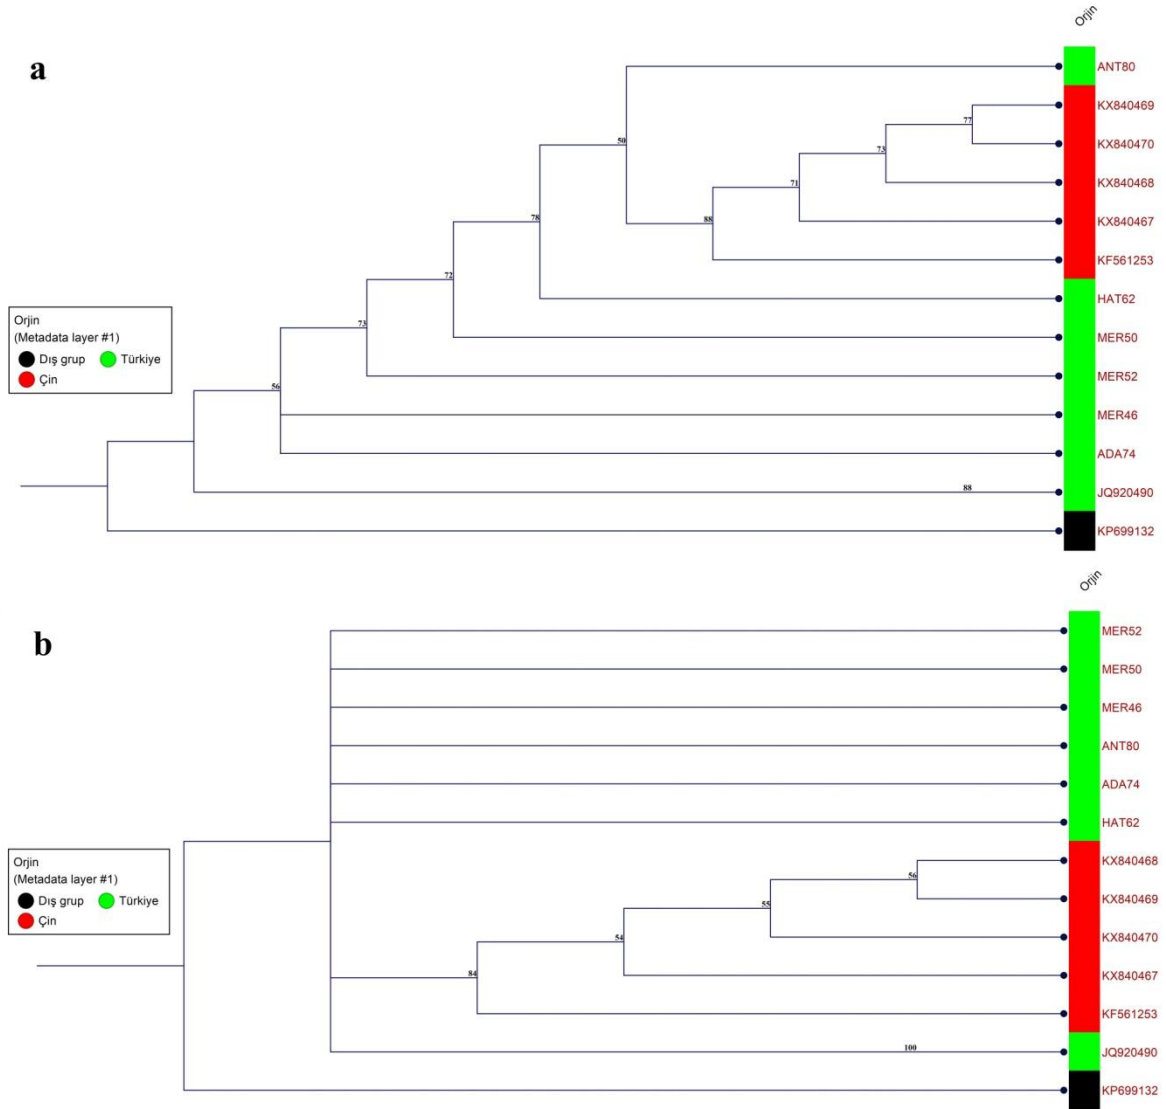 Orjin
a
ANT80
KX840469
77
KX840470
73
50
KX840468
71
KX840467
88
78
KF561253
HAT62
72
MER50
73
MER52
56
MER46
ADA74
88
JQ920490
KP699132
Orjin
(Metadata layer #1)
Dış grup Türkiye
Çin
Orjin
b
MER52
MER50
MER46
ANT80
ADA74
HAT62
KX840468
56
KX840469
55
KX840470
54
KX840467
84
KF561253
100
JQ920490
KP699132
Orjin
(Metadata layer #1)
Dış grup Türkiye
Çin